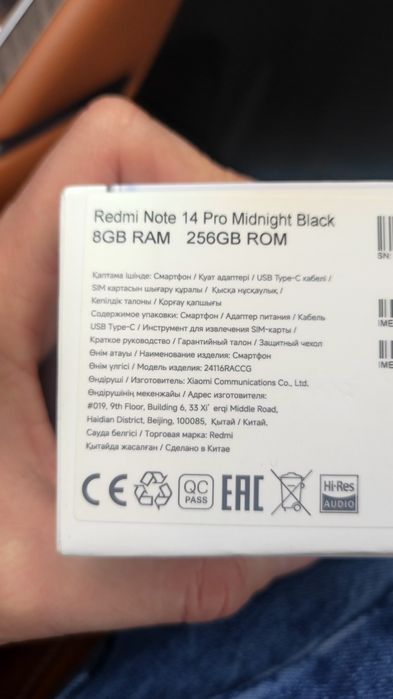 Redmi Note 14 Pro Midnight Black
8GB RAM 256GB ROM
Қаптама ішінде: Смартфон / Қуат адаптері / USB Type-C кабелі /
SIM картасын шығару құралы / Қысқа нұсқаулық /
Кепілдік талоны / Қорғау қапшығы
Содержимое упаковки: Смартфон / Адаптер питания / Кабель
USB Type-C / Инструмент для извлечения SIM-карты /
Краткое руководство / Гарантийный талон / Защитный чехол
Өнім атауы / Наименование изделия: Смартфон
Өнім үлгісі / Модель изделия: 24116RACCG
Өндіруші / Изготовитель: Xiaomi Communications Co., Ltd.
Өндірушінің мекенжайы / Адрес изготовителя:
#019, 9th Floor, Building 6, 33 Xi' erqi Middle Road,
Haidian District, Beijing, 100085, Қытай / Китай.
Сауда белгісі / Торговая марка: Redmi
Қытайда жасалған / Сделано в Китае
SN:
IME
IME
CE
QC
PASS
EAC
Hi-Res
AUDIO